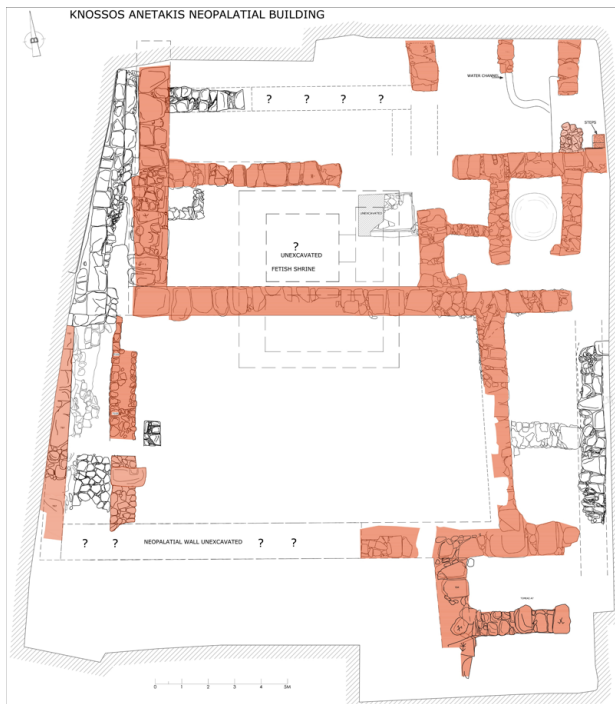 KNOSSOS ANETAKIS NEOPALATIAL BUILDING
WATER CHANNEL
? ? ? ?
STEPS
UNEXCAVATED
?
UNEXCAVATED
FETISH SHRINE
? ? NEOPALATIAL WALL UNEXCAVATED ? ?
0 1 2 3 4 5M